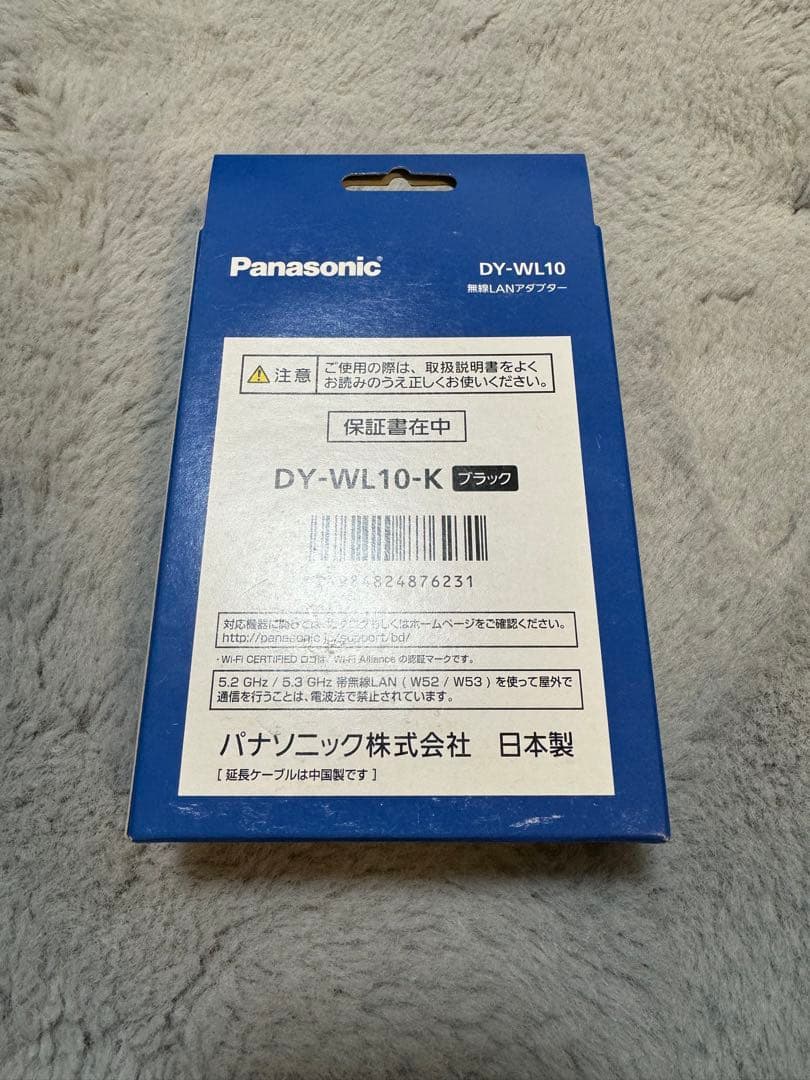 Panasonic
DY-WL10
無線LANアダプター
注意
ご使用の際は、取扱説明書をよく
お読みのうえ正しくお使いください。
保証書在中
DY-WL10-K ブラック
984824876231
対応機器に関しては、カタログもしくはホームページをご確認ください。
http://panasonic.jp/support/bd/
・Wi-Fi CERTIFIED ロゴは、Wi-Fi Alliance の認証マークです。
5.2 GHz / 5.3 GHz 帯無線LAN ( W52 / W53 ) を使って屋外で
通信を行うことは、電波法で禁止されています。
パナソニック株式会社 日本製
[ 延長ケーブルは中国製です ]